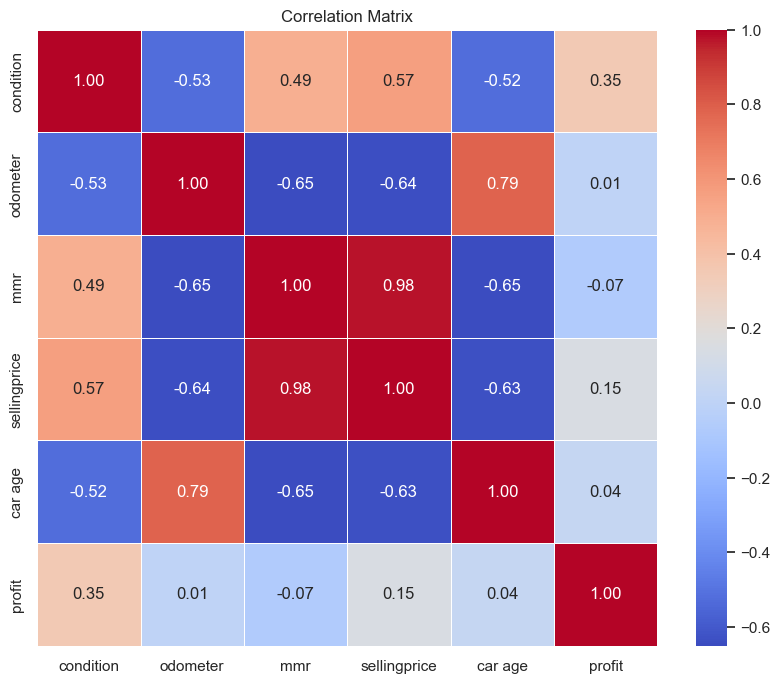 Correlation Matrix
condition 1.00 -0.53 0.49 0.57 -0.52 0.35
odometer -0.53 1.00 -0.65 -0.64 0.79 0.01
mmr 0.49 -0.65 1.00 0.98 -0.65 -0.07
sellingprice 0.57 -0.64 0.98 1.00 -0.63 0.15
car age -0.52 0.79 -0.65 -0.63 1.00 0.04
profit 0.35 0.01 -0.07 0.15 0.04 1.00
condition odometer mmr sellingprice car age profit
1.0
0.8
0.6
0.4
0.2
0.0
−0.2
−0.4
−0.6